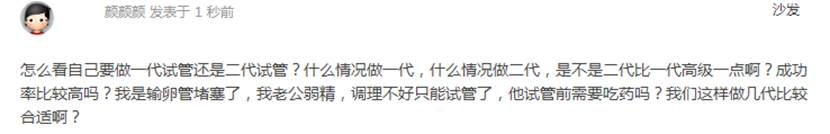 颜颜颜 发表于 1 秒前
沙发
怎么看自己要做一代试管还是二代试管？什么情况做一代，什么情况做二代，是不是二代比一代高级一点啊？成功
率比较高吗？我是输卵管堵塞了，我老公弱精，调理不好只能试管了，他试管前需要吃药吗？我们这样做几代比较
合适啊？